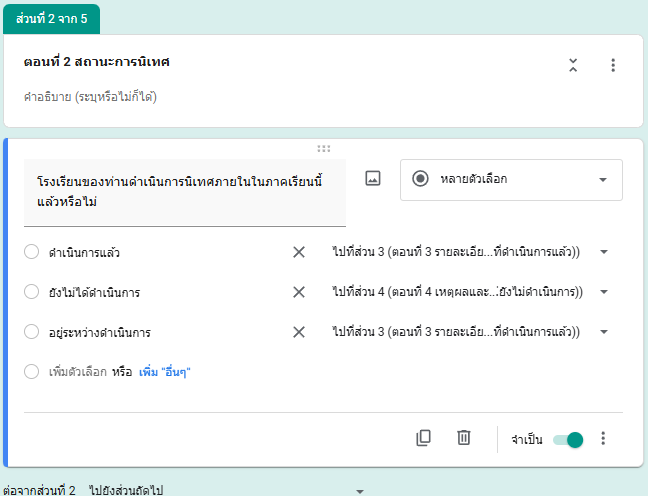 ส่วนที่ 2 จาก 5
ตอนที่ 2 สถานะการนิเทศ
คำอธิบาย (ระบุหรือไม่ก็ได้)
โรงเรียนของท่านดำเนินการนิเทศภายในในภาคเรียนนี้
แล้วหรือไม่
หลายตัวเลือก
ดำเนินการแล้ว ไปที่ส่วน 3 (ตอนที่ 3 รายละเอีย...ที่ดำเนินการแล้ว))
ยังไม่ได้ดำเนินการ ไปที่ส่วน 4 (ตอนที่ 4 เหตุผลและ...่ยังไม่ดำเนินการ))
อยู่ระหว่างดำเนินการ ไปที่ส่วน 3 (ตอนที่ 3 รายละเอีย...ที่ดำเนินการแล้ว))
เพิ่มตัวเลือก หรือ เพิ่ม "อื่นๆ"
จำเป็น
ต่อจากส่วนที่ 2 ไปยังส่วนถัดไป